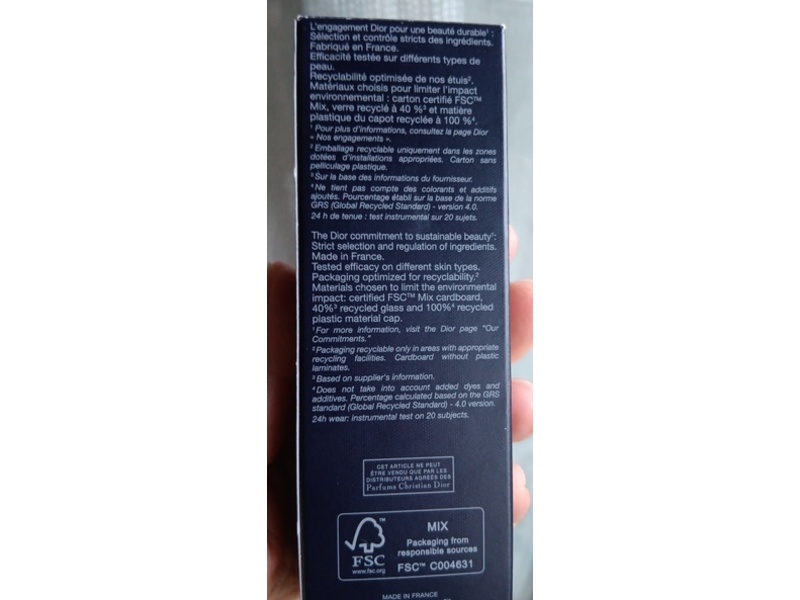 L'engagement Dior pour une beauté durable¹ :
Sélection et contrôle stricts des ingrédients.
Fabriqué en France.
Efficacité testée sur différents types de
peau.
Recyclabilité optimisée de nos étuis².
Matériaux choisis pour limiter l'impact
environnemental : carton certifié FSC™
Mix, verre recyclé à 40 %³ et matière
plastique du capot recyclée à 100 %⁴.
¹ Pour plus d'informations, consultez la page Dior
« Nos engagements ».
² Emballage recyclable uniquement dans les zones
dotées d'installations appropriées. Carton sans
pelliculage plastique.
³ Sur la base des informations du fournisseur.
⁴ Ne tient pas compte des colorants et additifs
ajoutés. Pourcentage établi sur la base de la norme
GRS (Global Recycled Standard) - version 4.0.
24 h de tenue : test instrumental sur 20 sujets.
The Dior commitment to sustainable beauty¹:
Strict selection and regulation of ingredients.
Made in France.
Tested efficacy on different skin types.
Packaging optimized for recyclability.²
Materials chosen to limit the environmental
impact: certified FSC™ Mix cardboard,
40%³ recycled glass and 100%⁴ recycled
plastic material cap.
¹ For more information, visit the Dior page "Our
Commitments."
² Packaging recyclable only in areas with appropriate
recycling facilities. Cardboard without plastic
laminates.
³ Based on supplier's information.
⁴ Does not take into account added dyes and
additives. Percentage calculated based on the GRS
standard (Global Recycled Standard) - 4.0 version.
24h wear: instrumental test on 20 subjects.
CET ARTICLE NE PEUT
ÊTRE VENDU QUE PAR LES
DISTRIBUTEURS AGRÉÉS DES
Parfums Christian Dior
™
FSC
www.fsc.org
MIX
Packaging from
responsible sources
FSC™ C004631
MADE IN FRANCE